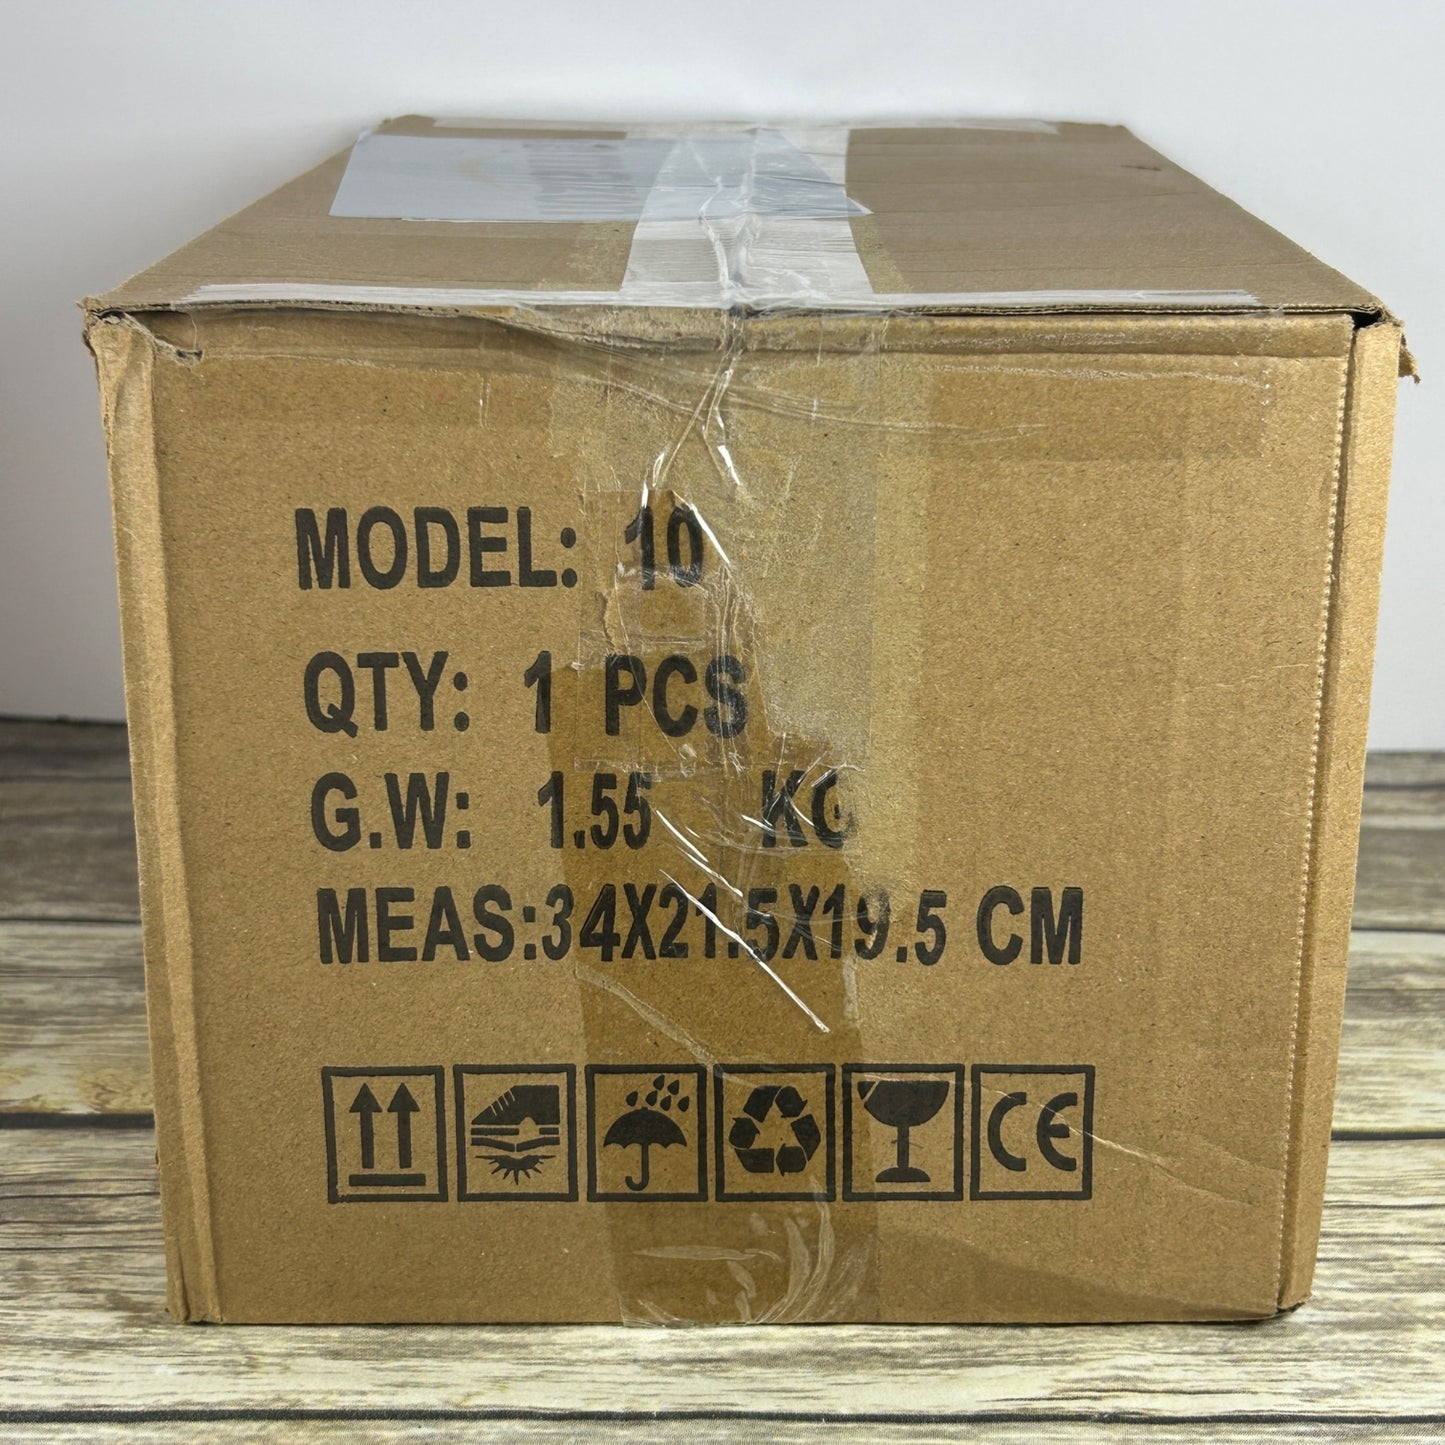 MODEL: 10
QTY: 1 PCS
G.W: 1.55 KG
MEAS:34X21.5X19.5 CM
CE